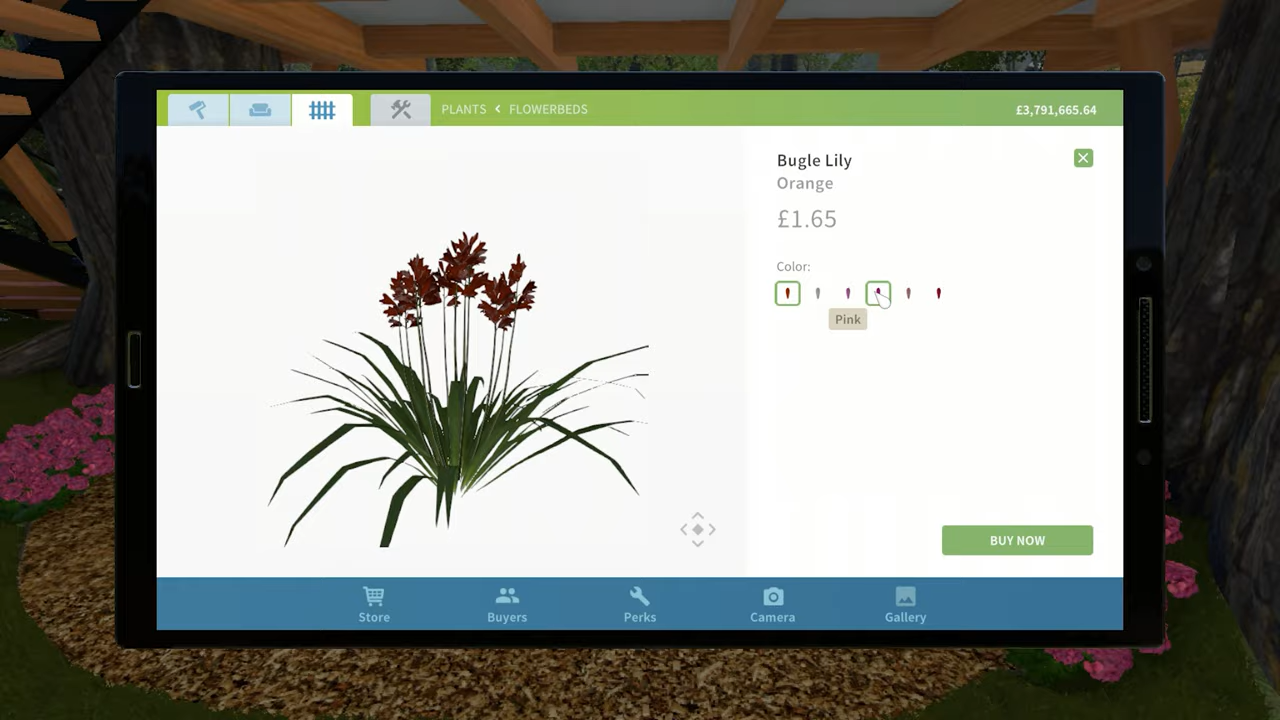 PLANTS < FLOWERBEDS
£3,791,665.64
Bugle Lily
Orange
£1.65
Color:
Pink
BUY NOW
Store
Buyers
Perks
Camera
Gallery